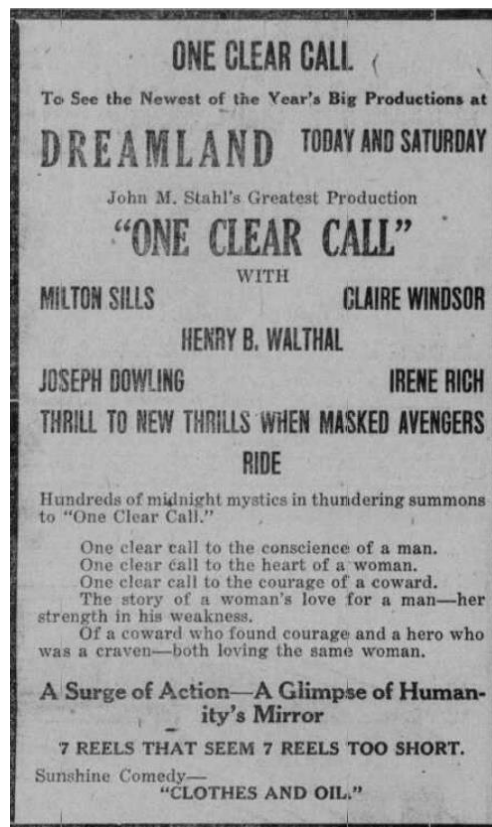 ONE CLEAR CALL
To See the Newest of the Year's Big Productions at
DREAMLAND TODAY AND SATURDAY
John M. Stahl's Greatest Production
"ONE CLEAR CALL"
WITH
MILTON SILLS CLAIRE WINDSOR
HENRY B. WALTHAL
JOSEPH DOWLING IRENE RICH
THRILL TO NEW THRILLS WHEN MASKED AVENGERS
RIDE
Hundreds of midnight mystics in thundering summons
to "One Clear Call."
One clear call to the conscience of a man.
One clear call to the heart of a woman.
One clear call to the courage of a coward.
The story of a woman's love for a man—her
strength in his weakness.
Of a coward who found courage and a hero who
was a craven—both loving the same woman.
A Surge of Action—A Glimpse of Human-
ity's Mirror
7 REELS THAT SEEM 7 REELS TOO SHORT.
Sunshine Comedy—
"CLOTHES AND OIL."